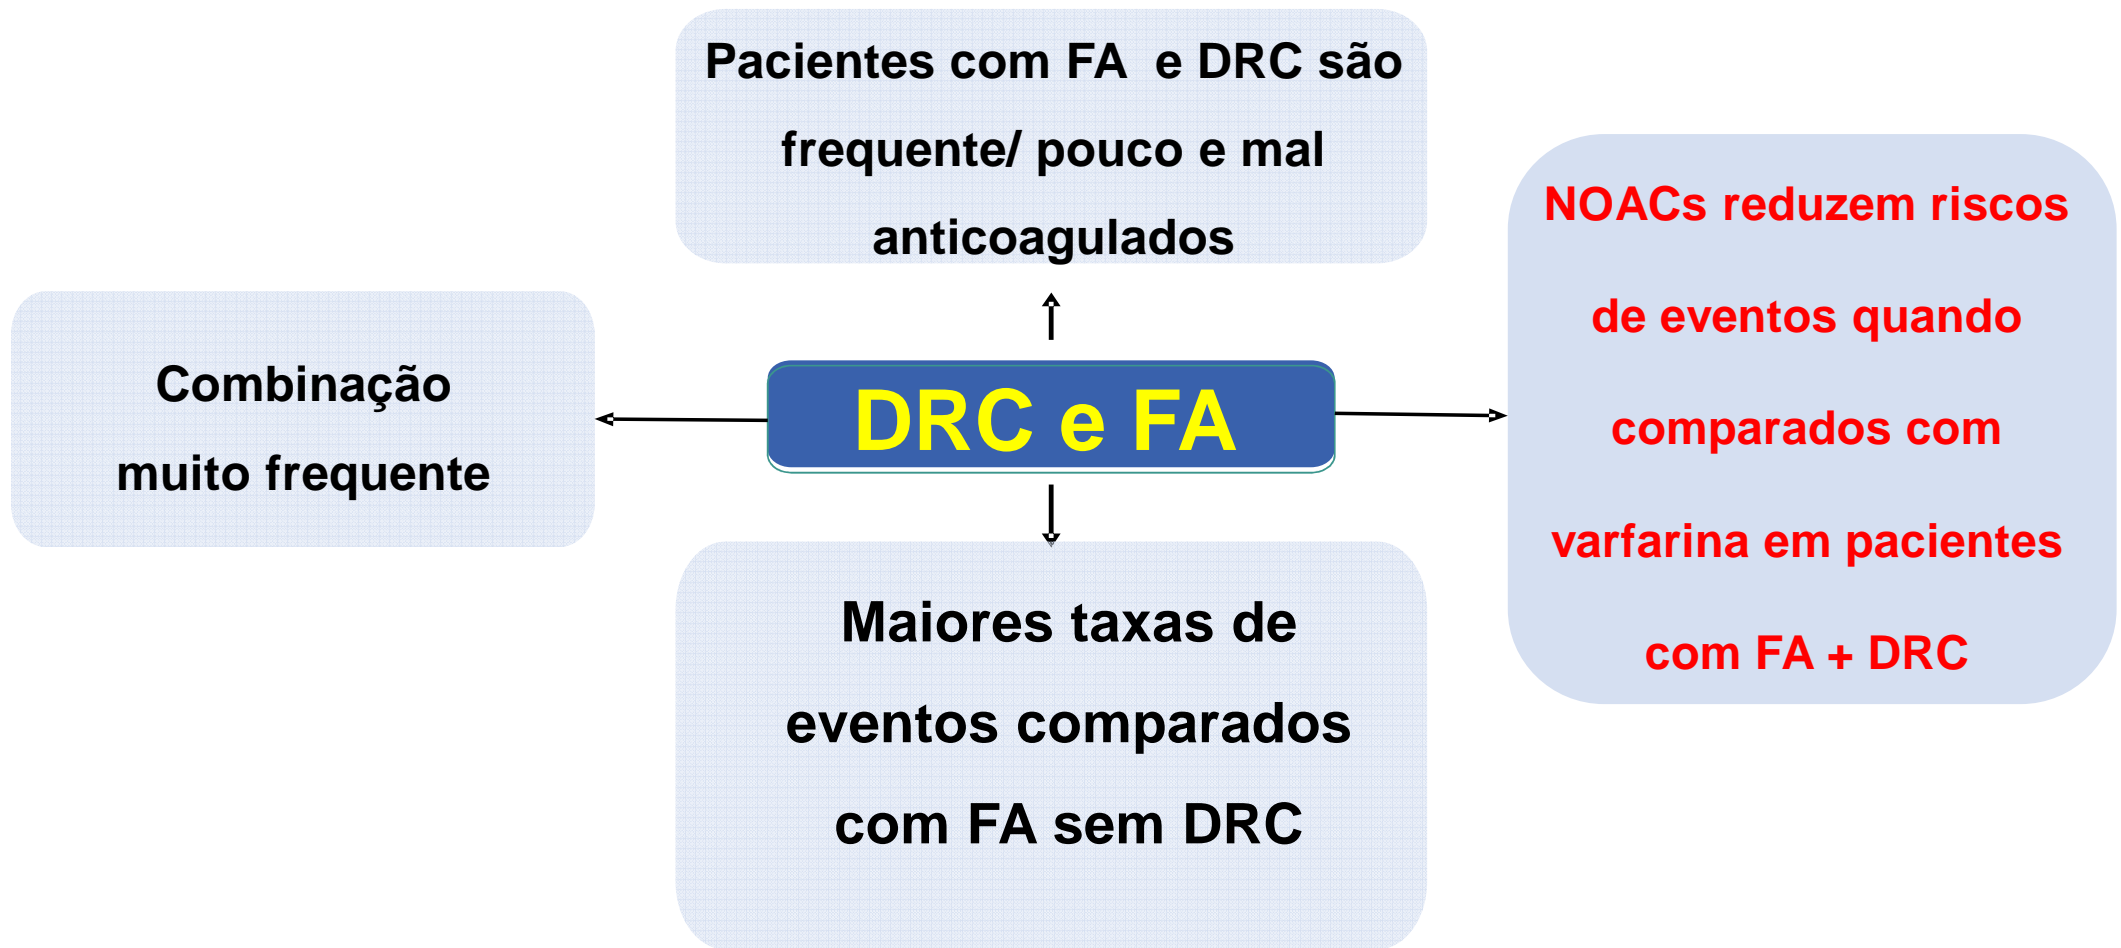 Pacientes com FA e DRC são
frequente/ pouco e mal
anticoagulados
Combinação
muito frequente
DRC e FA
NOACs reduzem riscos
de eventos quando
comparados com
varfarina em pacientes
com FA + DRC
Maiores taxas de
eventos comparados
com FA sem DRC